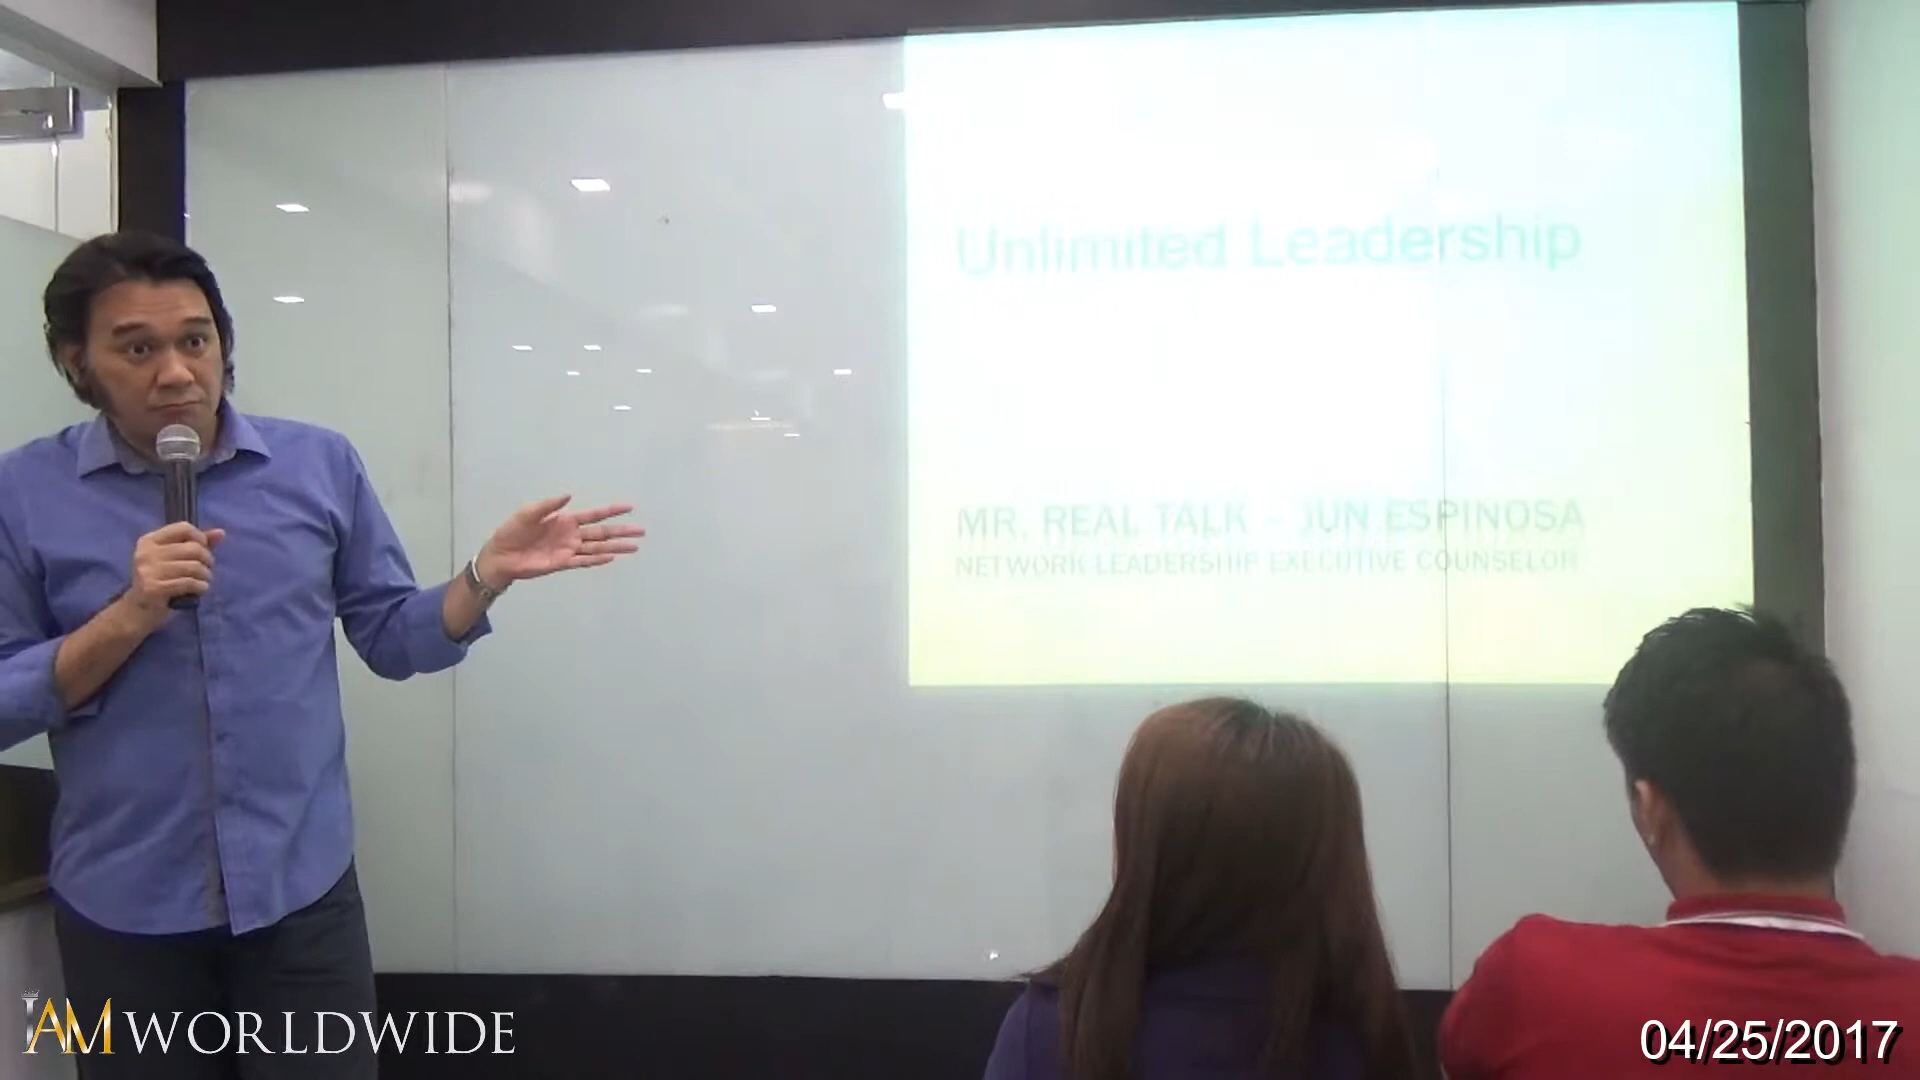 Unlimited Leadership
MR. REAL TALK - JUN ESPINOSA
NETWORK LEADERSHIP EXECUTIVE COUNSELOR
IAM WORLDWIDE
04/25/2017